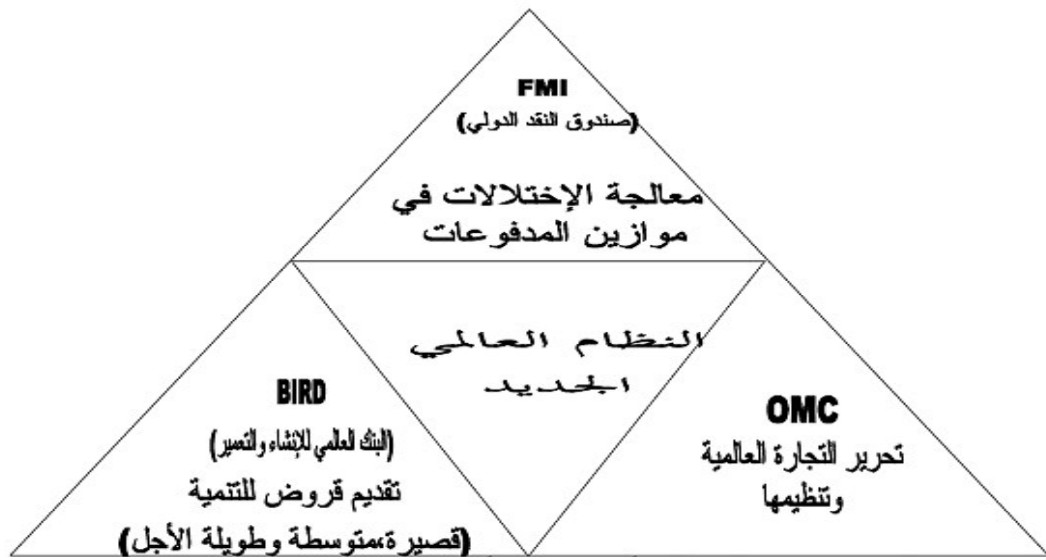 FMI
(صندوق النقد الدولي)
معالجة الإختلالات في
موازين المدفوعات
النظام العالمي
الجديد
BIRD
(البنك العالمي للإنشاء والتعمير)
تقديم قروض للتنمية
(قصيرة،متوسطة وطويلة الأجل)
OMC
تحرير التجارة العالمية
وتنظيمها